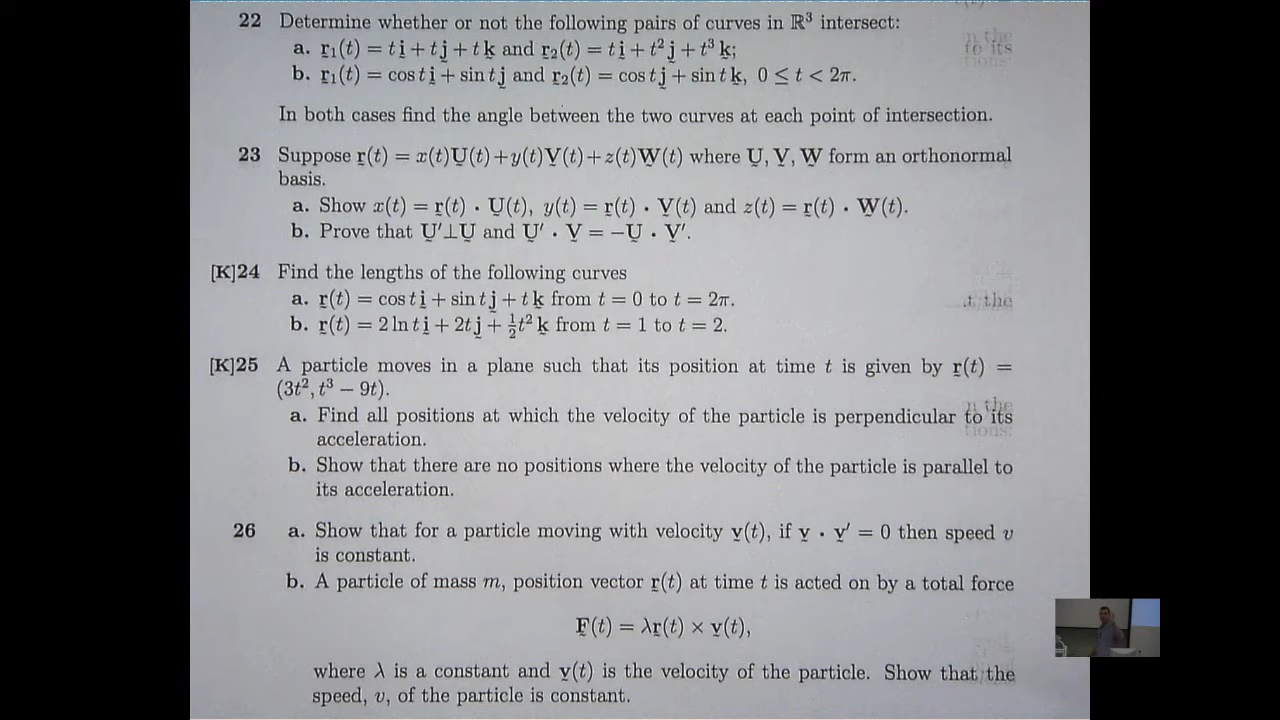 22 Determine whether or not the following pairs of curves in ℝ³ intersect:
a. r̰₁(t) = t ḭ + t j̰ + t k̰ and r̰₂(t) = t ḭ + t² j̰ + t³ k̰;
b. r̰₁(t) = cos t ḭ + sin t j̰ and r̰₂(t) = cos t j̰ + sin t k̰, 0 ≤ t < 2π.
In both cases find the angle between the two curves at each point of intersection.
23 Suppose r̰(t) = x(t)Ṵ(t)+y(t)V̰(t)+z(t)W̰(t) where Ṵ, V̰, W̰ form an orthonormal
basis.
a. Show x(t) = r̰(t) · Ṵ(t), y(t) = r̰(t) · V̰(t) and z(t) = r̰(t) · W̰(t).
b. Prove that Ṵ′⊥Ṵ and Ṵ′ · V̰ = −Ṵ · V̰′.
[K]24 Find the lengths of the following curves
a. r̰(t) = cos t ḭ + sin t j̰ + t k̰ from t = 0 to t = 2π.
b. r̰(t) = 2 ln t ḭ + 2t j̰ + ½t² k̰ from t = 1 to t = 2.
[K]25 A particle moves in a plane such that its position at time t is given by r̰(t) =
(3t², t³ − 9t).
a. Find all positions at which the velocity of the particle is perpendicular to its
acceleration.
b. Show that there are no positions where the velocity of the particle is parallel to
its acceleration.
26 a. Show that for a particle moving with velocity v̰(t), if v̰ · v̰′ = 0 then speed v
is constant.
b. A particle of mass m, position vector r̰(t) at time t is acted on by a total force
F̰(t) = λr̰(t) × v̰(t),
where λ is a constant and v̰(t) is the velocity of the particle. Show that the
speed, v, of the particle is constant.